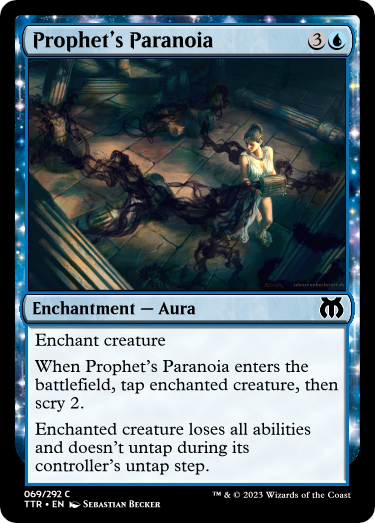 Prophet's Paranoia 3
Enchantment — Aura
Enchant creature
When Prophet's Paranoia enters the
battlefield, tap enchanted creature, then
scry 2.
Enchanted creature loses all abilities
and doesn't untap during its
controller's untap step.
069/292 C
TTR • EN Sebastian Becker
™ & © 2023 Wizards of the Coast